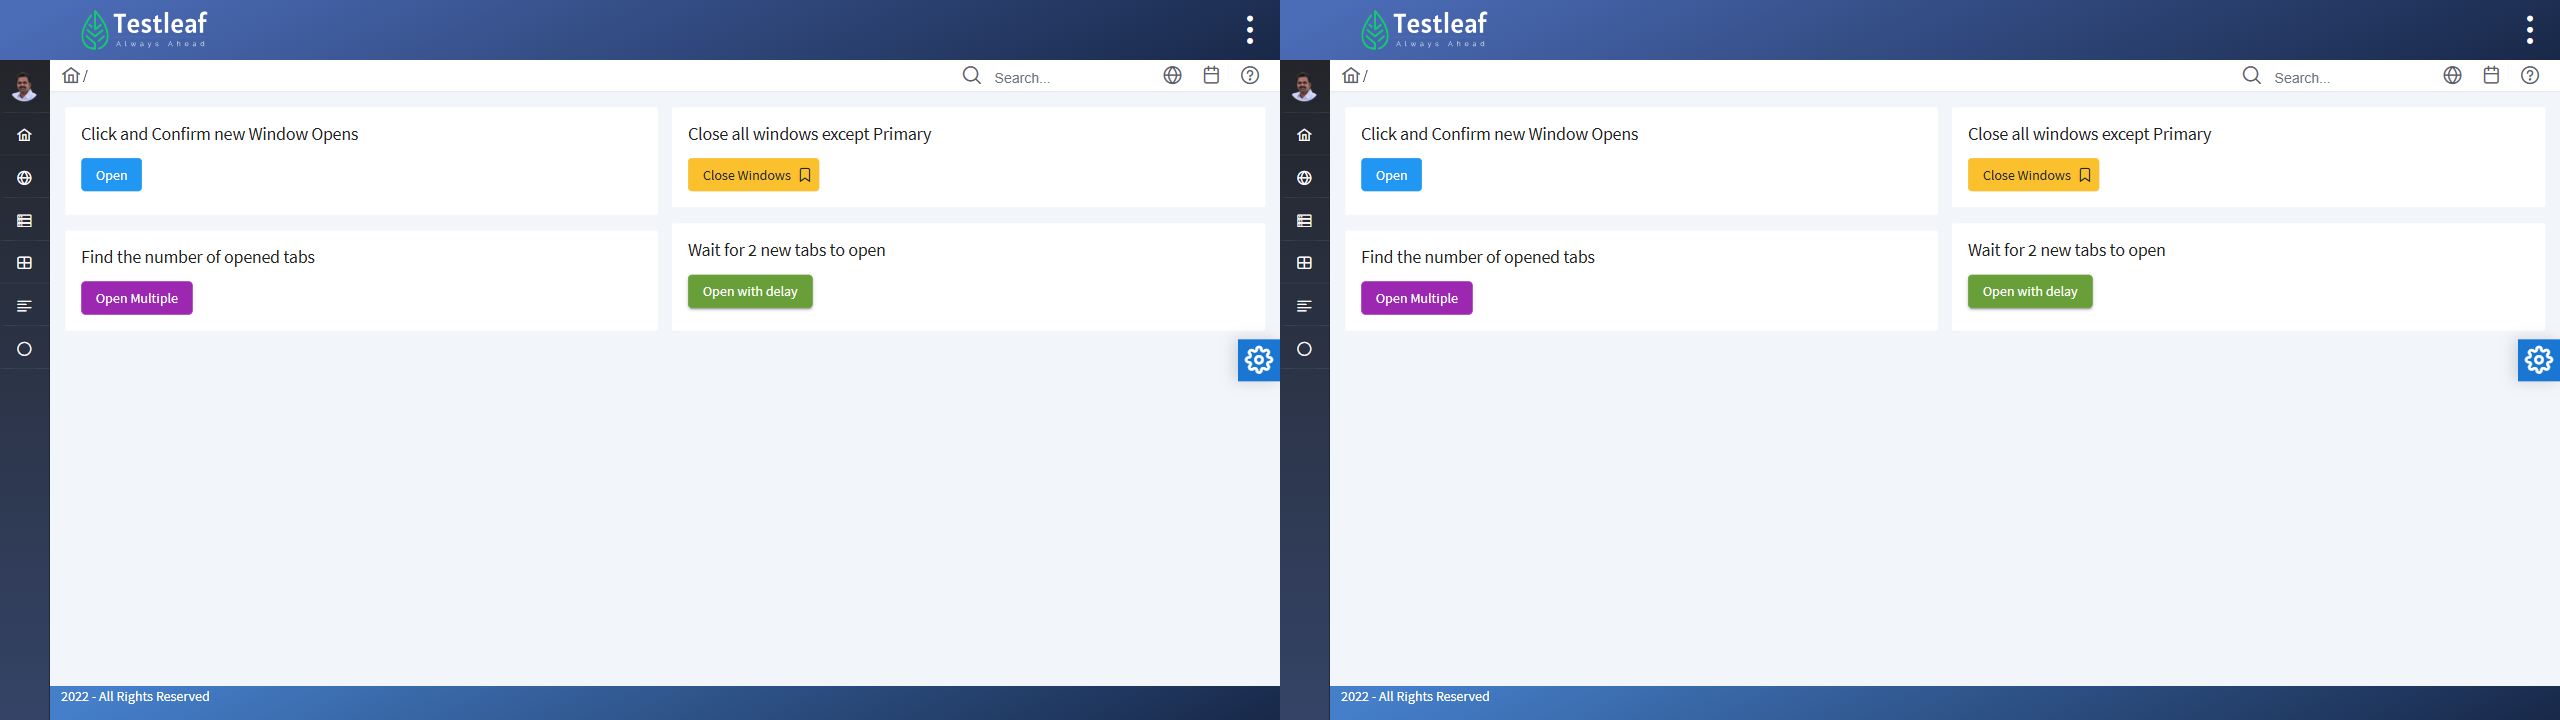 Testleaf
Always Ahead
/
Search...
Click and Confirm new Window Opens
Open
Close all windows except Primary
Close Windows
Find the number of opened tabs
Open Multiple
Wait for 2 new tabs to open
Open with delay
2022 - All Rights Reserved
Testleaf
Always Ahead
/
Search...
Click and Confirm new Window Opens
Open
Close all windows except Primary
Close Windows
Find the number of opened tabs
Open Multiple
Wait for 2 new tabs to open
Open with delay
2022 - All Rights Reserved